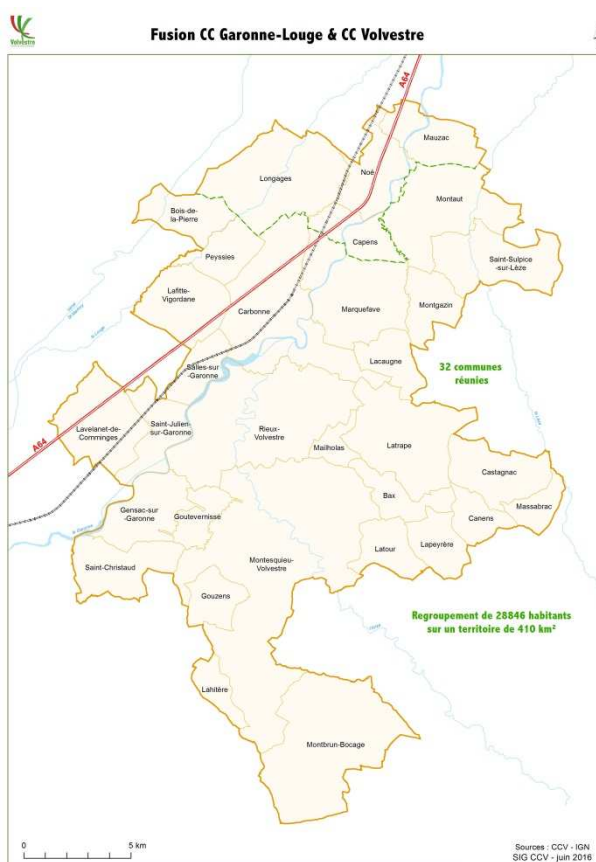 Volvestre
Fusion CC Garonne-Louge & CC Volvestre
A64
Mauzac
Noé
Longages
Montaut
Bois-de-
la-Pierre
Capens
Peyssies
Saint-Sulpice
-sur-Lèze
Lafitte-
Vigordane
Carbonne
Marquefave
Montgazin
Lacaugne
32 communes
réunies
Salles-sur
-Garonne
A64
Lavelanet-de-
Comminges
Saint-Julien-
sur-Garonne
Rieux-
Volvestre
Mailholas
Latrape
Castagnac
Bax
Massabrac
Gensac-sur
-Garonne
Goutevernisse
Canens
Latour
Lapeyrère
Saint-Christaud
Montesquieu-
Volvestre
Gouzens
Regroupement de 28846 habitants
sur un territoire de 410 km²
Lahitère
Montbrun-Bocage
0 5 km
Sources : CCV - IGN
SIG CCV - juin 2016